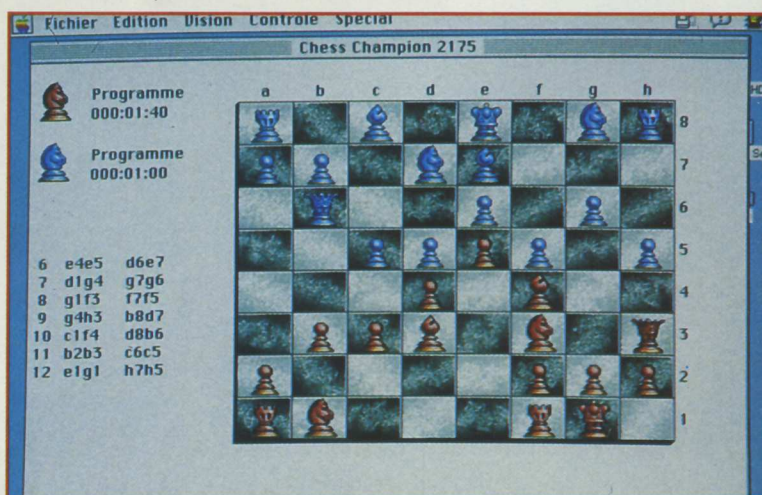 Fichier Edition Vision Controle Special
Chess Champion 2175
Programme
000:01:40
Programme
000:01:00
a b c d e f g h
8
7
6
5
4
3
2
1
6 e4e5 d6e7
7 d1g4 g7g6
8 g1f3 f7f5
9 g4h3 b8d7
10 c1f4 d8b6
11 b2b3 c6c5
12 e1g1 h7h5